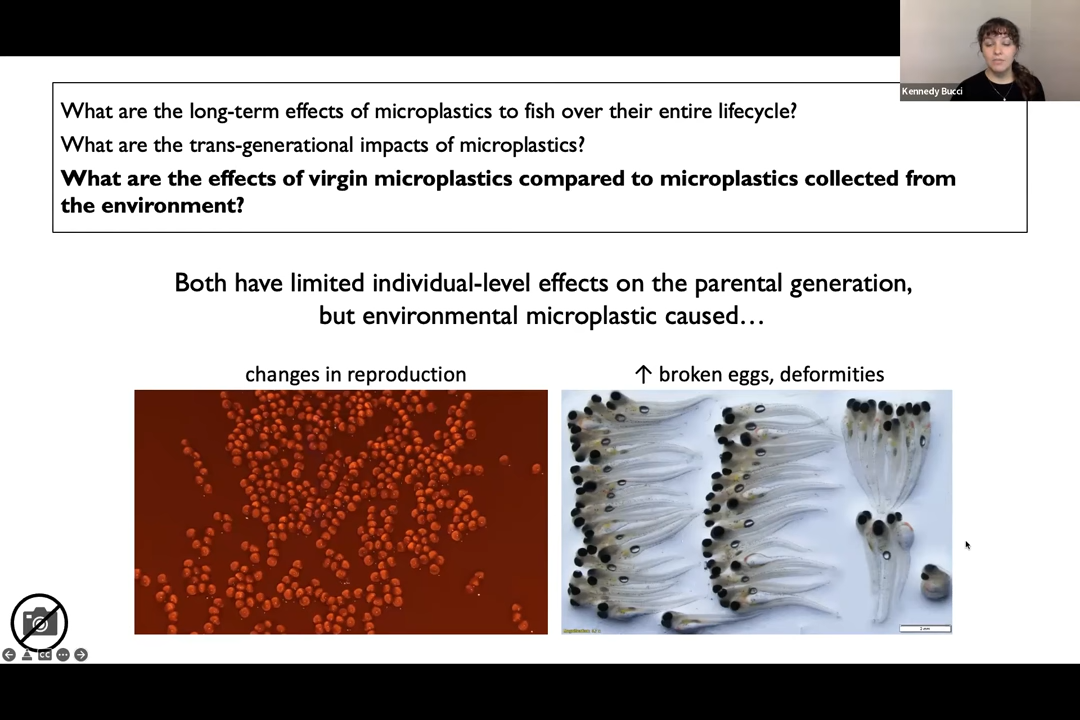 Kennedy Bucci
What are the long-term effects of microplastics to fish over their entire lifecycle?
What are the trans-generational impacts of microplastics?
What are the effects of virgin microplastics compared to microplastics collected from
the environment?
Both have limited individual-level effects on the parental generation,
but environmental microplastic caused…
changes in reproduction
↑ broken eggs, deformities
2 mm
CC